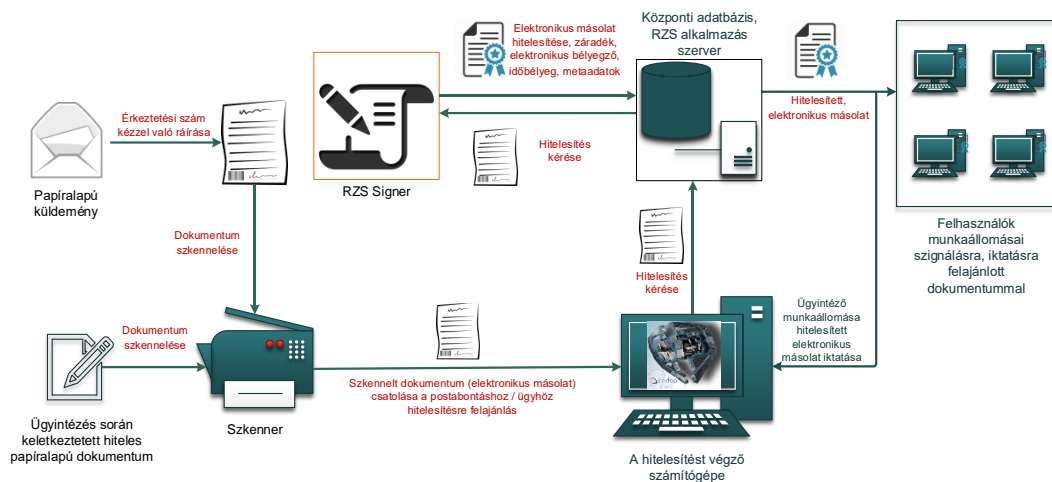 Elektronikus másolat
hitelesítése, záradék,
elektronikus bélyegző,
időbélyeg, metaadatok
Központi adatbázis,
RZS alkalmazás
szerver
Érkeztetési szám
kézzel való ráírása
Hitelesített,
elektronikus másolat
Hitelesítés
kérése
Papíralapú
küldemény
RZS Signer
Felhasználók
munkaállomásai
szignálásra, iktatásra
felajánlott
dokumentummal
Dokumentum
szkennelése
Hitelesítés
kérése
Ügyintéző
munkaállomása
hitelesített
elektronikus
másolat iktatása
Dokumentum
szkennelése
Szkennelt dokumentum (elektronikus másolat)
csatolása a postabontáshoz / ügyhöz
hitelesítésre felajánlás
Ügyintézés során
keletkeztetett hiteles
papíralapú dokumentum
Szkenner
A hitelesítést végző
számítógépe